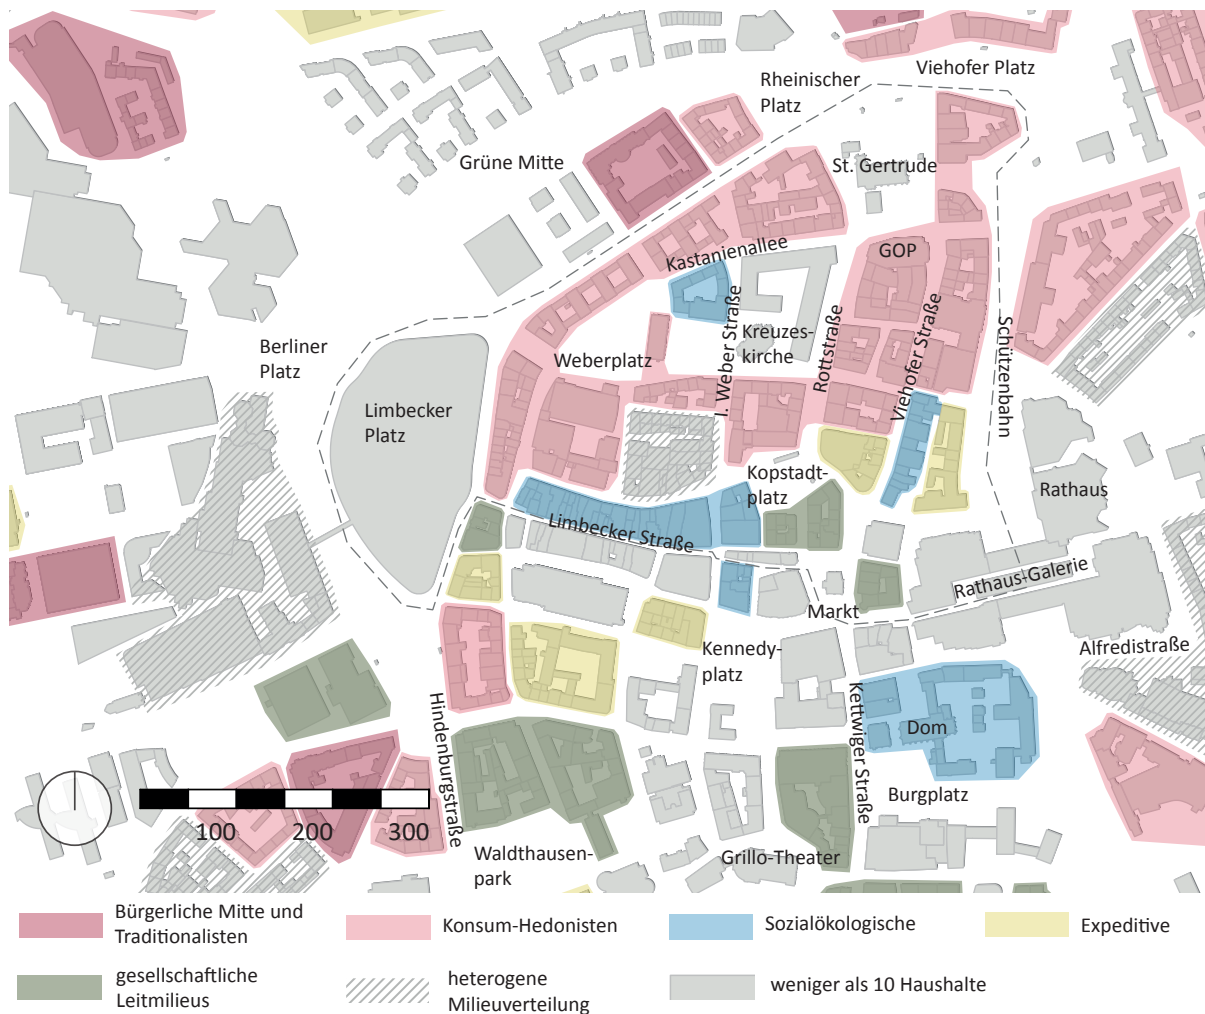 Viehofer Platz
Rheinischer
Platz
Grüne Mitte
St. Gertrude
Kastanienallee
GOP
I. Weber Straße
Kreuzes-
kirche
Rottstraße
Viehofer Straße
Schützenbahn
Berliner
Platz
Weberplatz
Limbecker
Platz
Kopstadt-
platz
Rathaus
Limbecker Straße
Rathaus-Galerie
Markt
Kennedy-
platz
Alfredistraße
Hindenburgstraße
Kettwiger Straße
Dom
Burgplatz
100
200
300
Waldthausen-
park
Grillo-Theater
Bürgerliche Mitte und
Traditionalisten
Konsum-Hedonisten
Sozialökologische
Expeditive
gesellschaftliche
Leitmilieus
heterogene
Milieuverteilung
weniger als 10 Haushalte